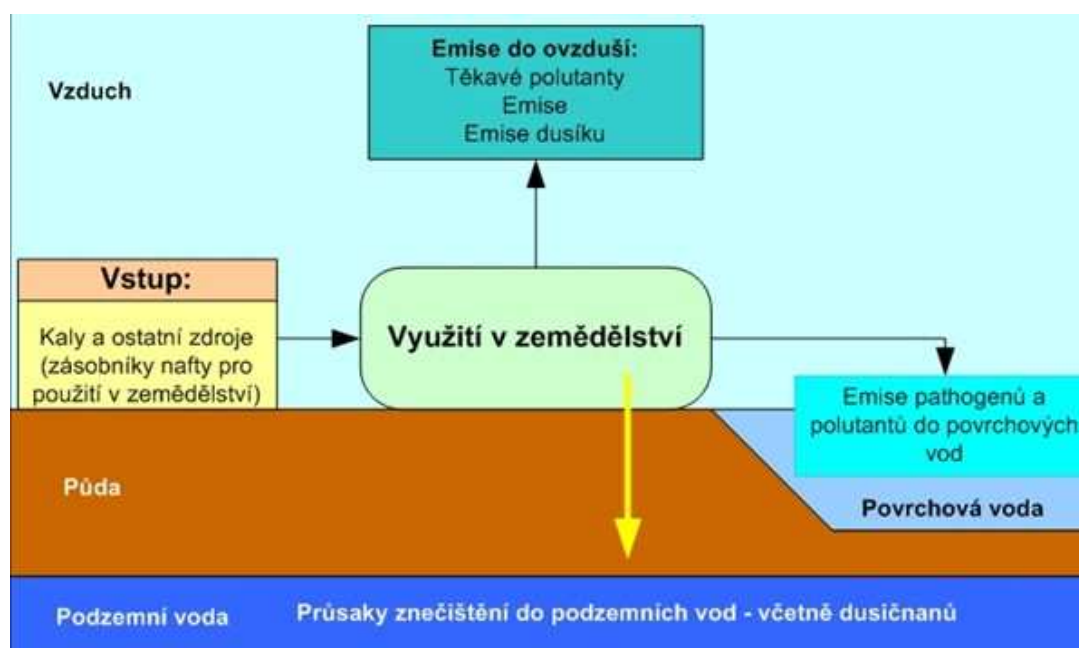 Vzduch
Emise do ovzduší:
Těkavé polutanty
Emise
Emise dusíku
Vstup:
Kaly a ostatní zdroje
(zásobníky nafty pro
použití v zemědělství)
Využití v zemědělství
Emise pathogenů a
polutantů do povrchových
vod
Půda
Povrchová voda
Podzemní voda
Průsaky znečištění do podzemních vod - včetně dusičnanů